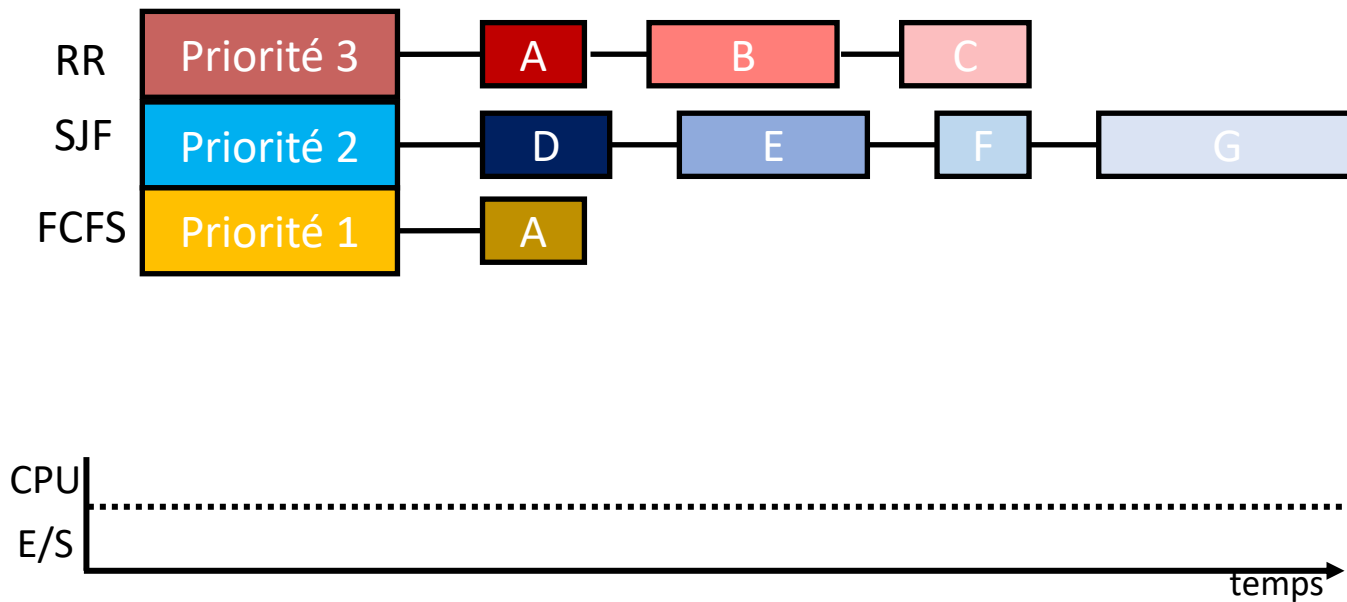 RR Priorité 3 A B C
SJF Priorité 2 D E F G
FCFS Priorité 1 A
CPU
E/S
temps